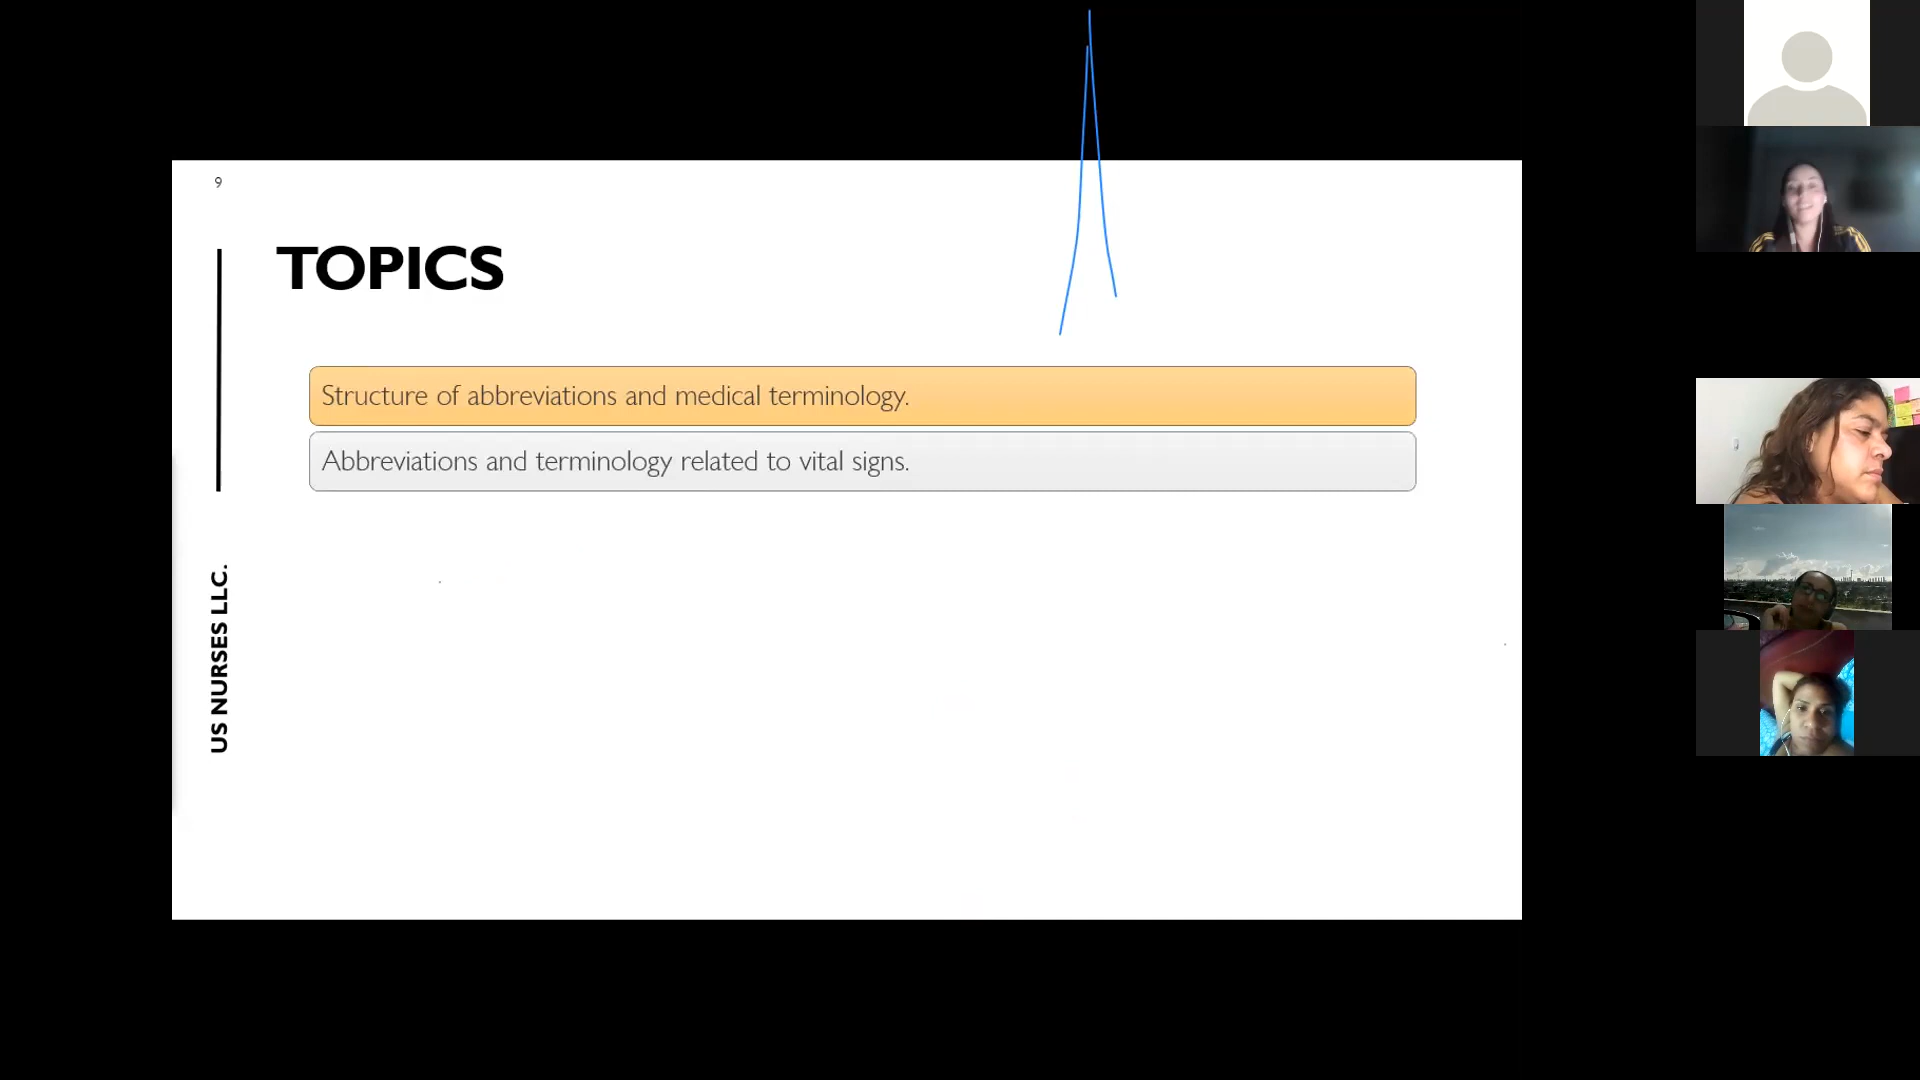 9
TOPICS
Structure of abbreviations and medical terminology.
Abbreviations and terminology related to vital signs.
US NURSES LLC.